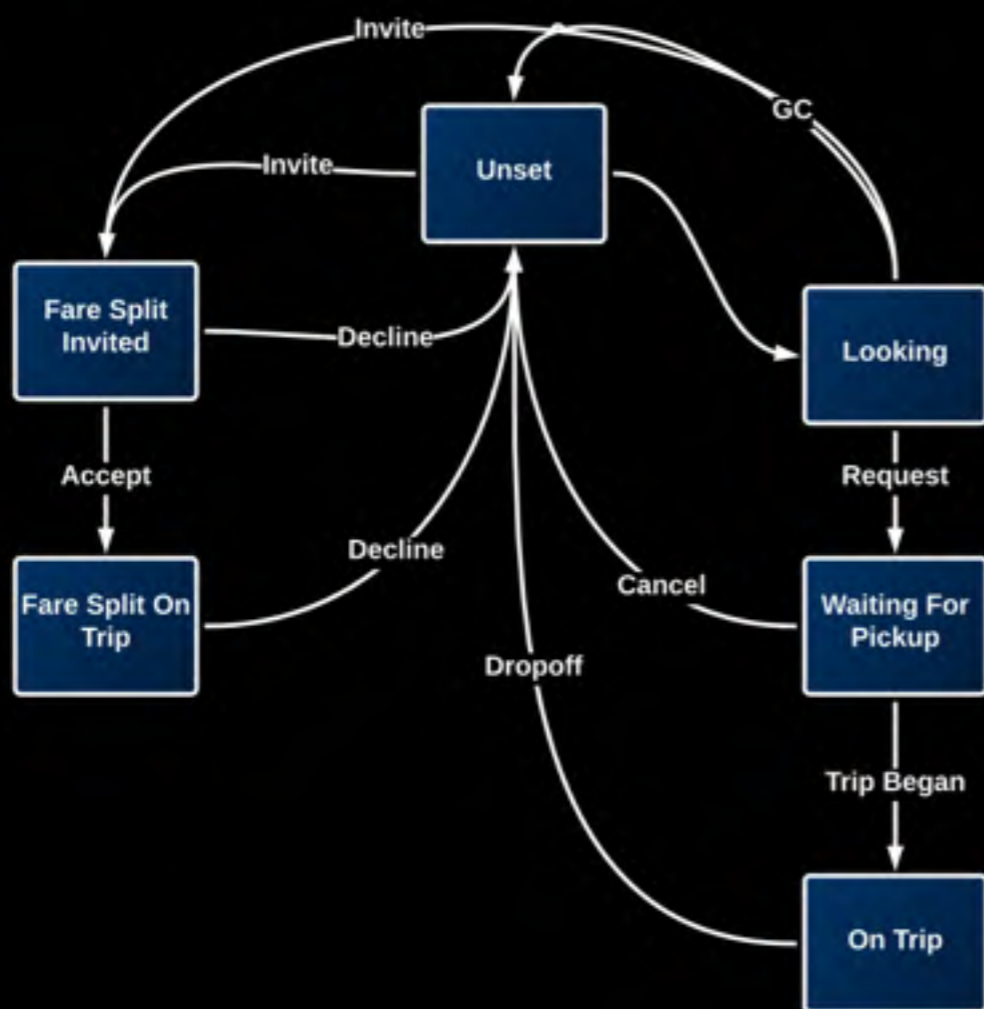 Invite
GC
Invite
Unset
Fare Split
Invited
Decline
Looking
Accept
Request
Decline
Cancel
Fare Split On
Trip
Waiting For
Pickup
Dropoff
Trip Began
On Trip